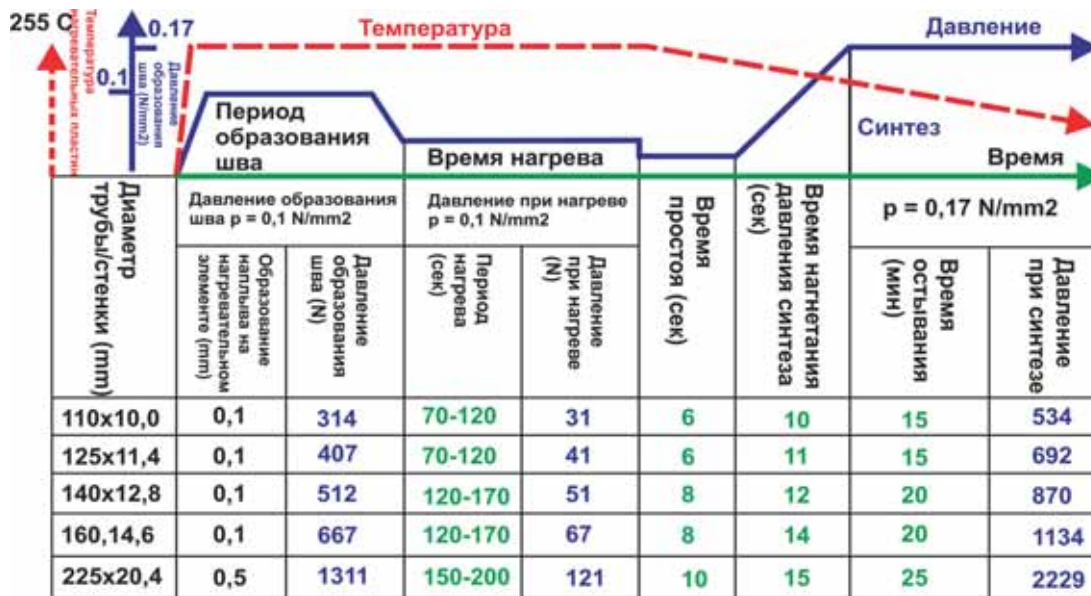 255 C
Температура
нагревательных пластин
0.17
0.1
Давление
образования
шва (N/mm2)
Температура
Давление
Период
образования
шва
Время нагрева
Синтез
Время
Диаметр
трубы/стенки (mm)
Давление образования
шва p = 0,1 N/mm2
Давление при нагреве
p = 0,1 N/mm2
Время
простоя (сек)
Время нагнетания
давления синтеза
(сек)
p = 0,17 N/mm2
Образование
наплыва на
нагревательном
элементе (mm)
Давление
образования
шва (N)
Период
нагрева
(сек)
Давление
при нагреве
(N)
Время
остывания
(мин)
Давление
при синтезе
110x10,0 0,1 314 70-120 31 6 10 15 534
125x11,4 0,1 407 70-120 41 6 11 15 692
140x12,8 0,1 512 120-170 51 8 12 20 870
160,14,6 0,1 667 120-170 67 8 14 20 1134
225x20,4 0,5 1311 150-200 121 10 15 25 2229